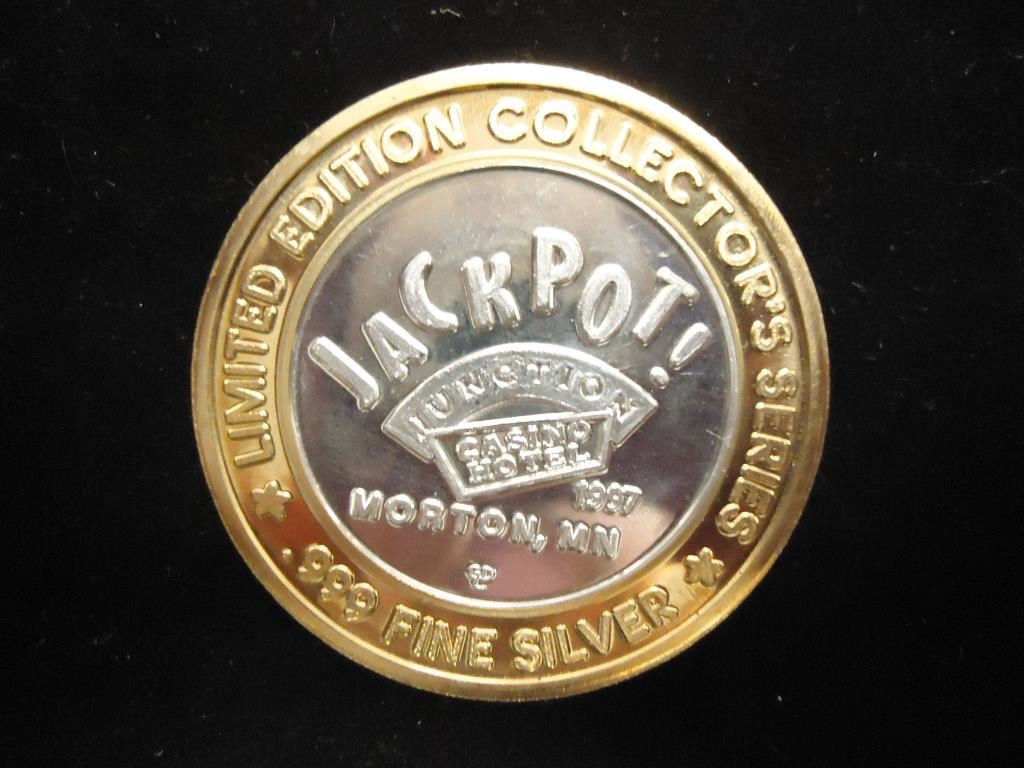 LIMITED EDITION COLLECTOR'S SERIES
JACKPOT!
JUNCTION
CASINO
HOTEL
1997
MORTON, MN
.999 FINE SILVER